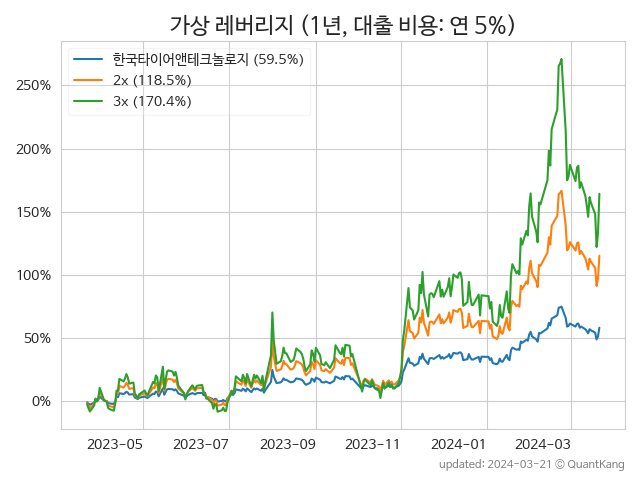 가상 레버리지 (1년, 대출 비용: 연 5%)
한국타이어앤테크놀로지 (59.5%)
2x (118.5%)
3x (170.4%)
250%
200%
150%
100%
50%
0%
2023-05 2023-07 2023-09 2023-11 2024-01 2024-03
updated: 2024-03-21 © QuantKang